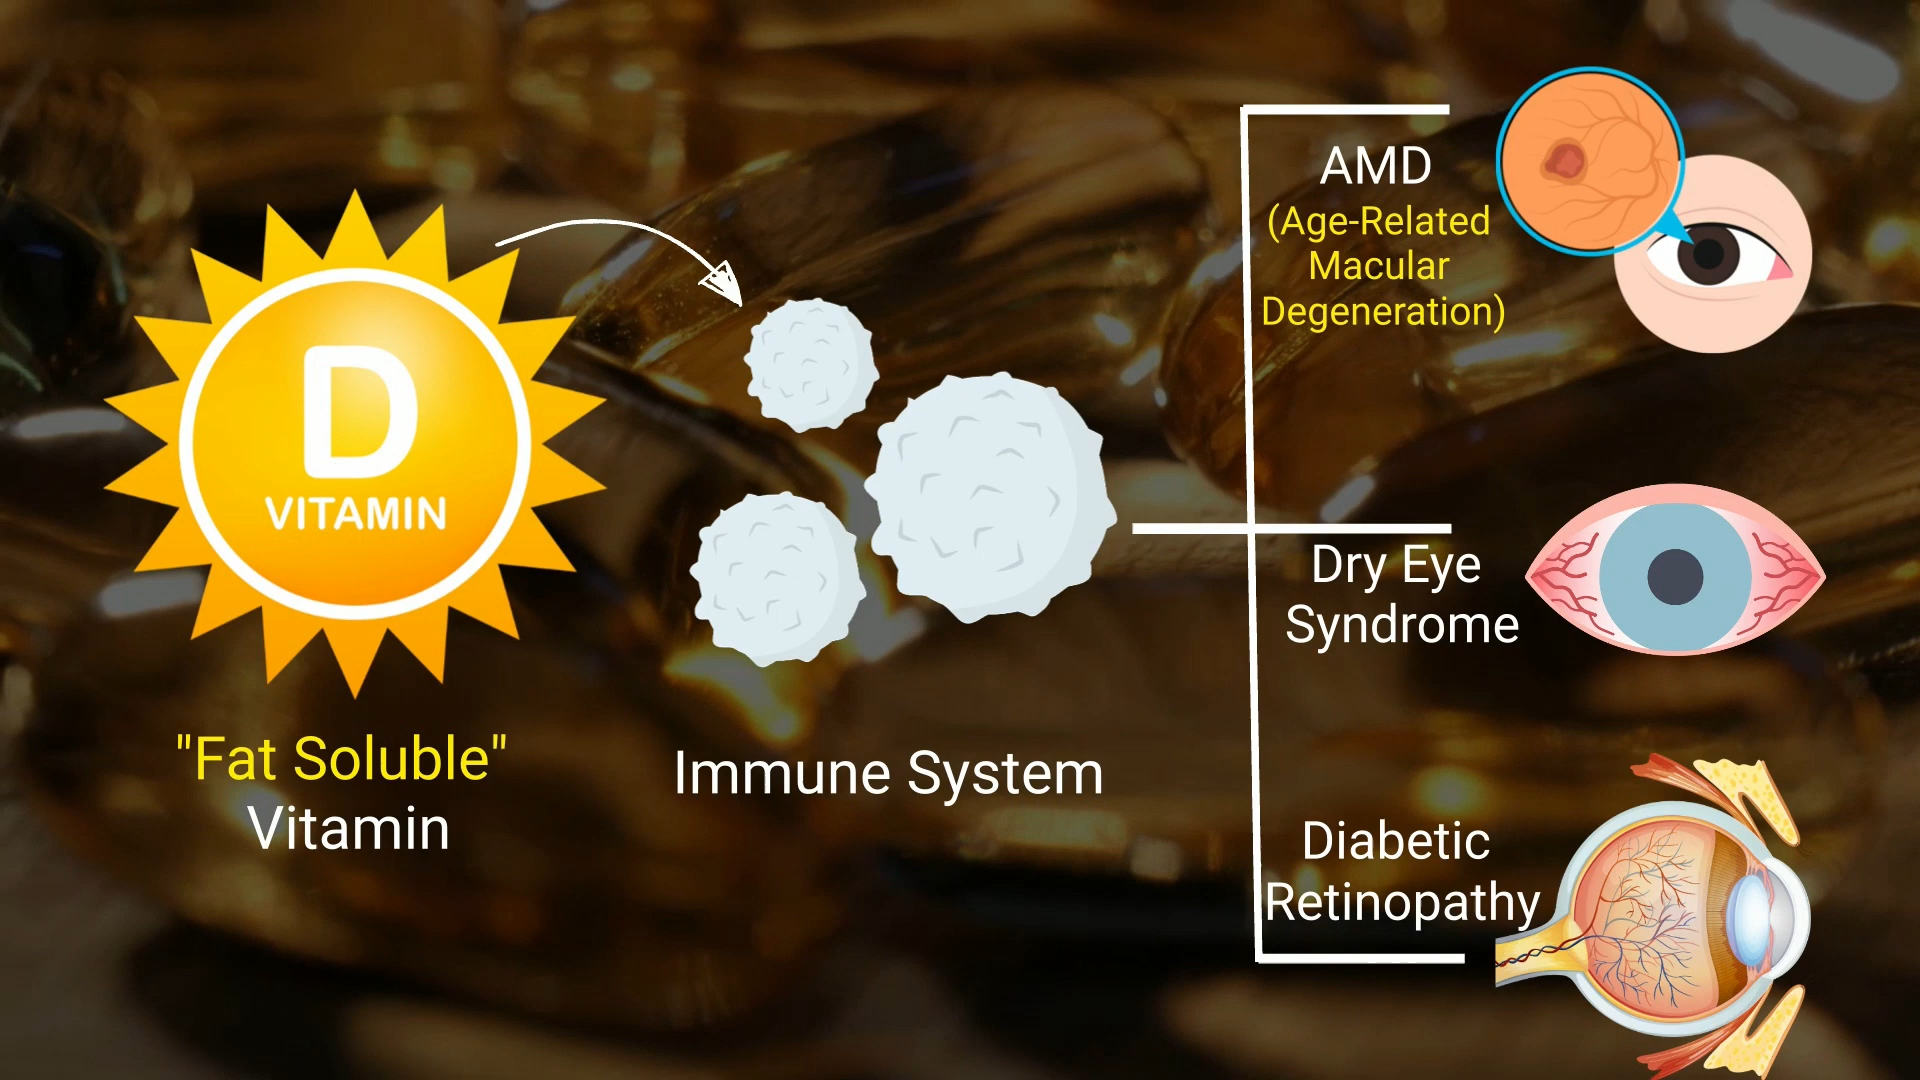 D
VITAMIN
"Fat Soluble"
Vitamin
Immune System
AMD
(Age-Related
Macular
Degeneration)
Dry Eye
Syndrome
Diabetic
Retinopathy